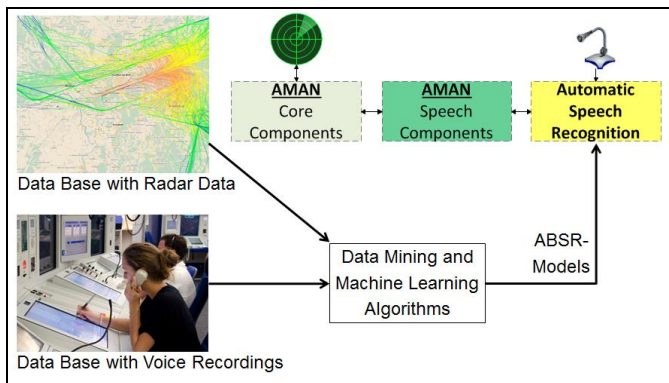 AMAN
Core
Components
AMAN
Speech
Components
Automatic
Speech
Recognition
Data Base with Radar Data
Data Mining and
Machine Learning
Algorithms
ABSR-
Models
Data Base with Voice Recordings